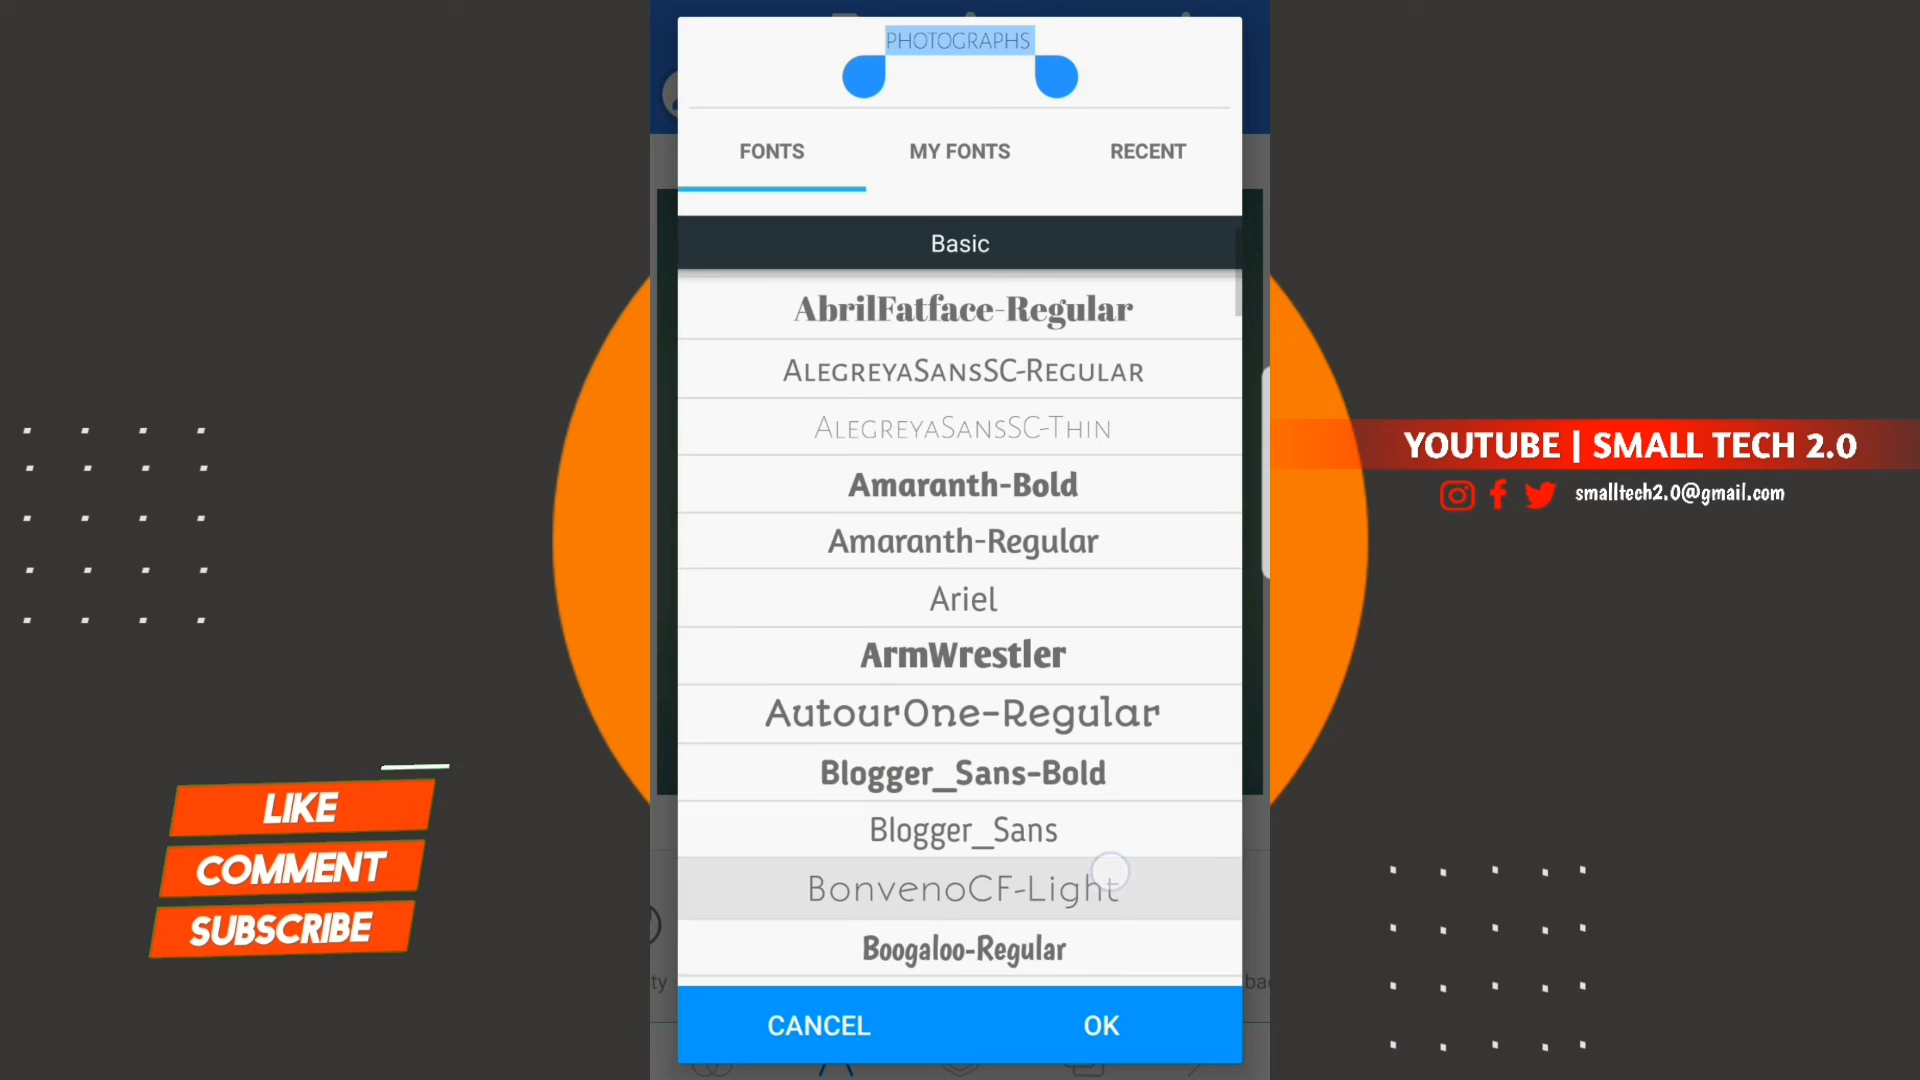 PHOTOGRAPHS
FONTS
MY FONTS
RECENT
Basic
AbrilFatface-Regular
AlegreyaSansSC-Regular
AlegreyaSansSC-Thin
Amaranth-Bold
Amaranth-Regular
Ariel
ArmWrestler
AutourOne-Regular
Blogger_Sans-Bold
Blogger_Sans
BonvenoCF-Light
Boogaloo-Regular
CANCEL
OK
YOUTUBE | SMALL TECH 2.0
smalltech2.0@gmail.com
LIKE
COMMENT
SUBSCRIBE